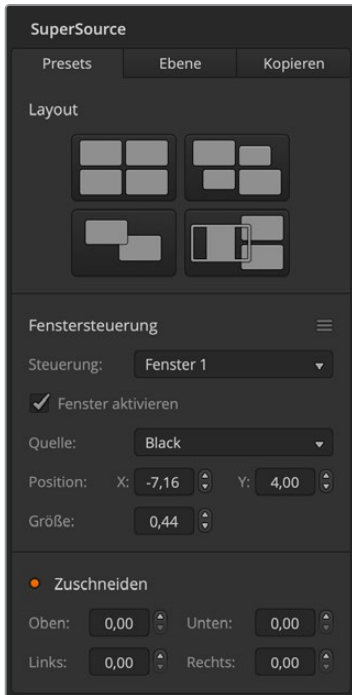 SuperSource
Presets Ebene Kopieren
Layout
Fenstersteuerung
Steuerung: Fenster 1
Fenster aktivieren
Quelle: Black
Position: X: -7,16 Y: 4,00
Größe: 0,44
Zuschneiden
Oben: 0,00 Unten: 0,00
Links: 0,00 Rechts: 0,00